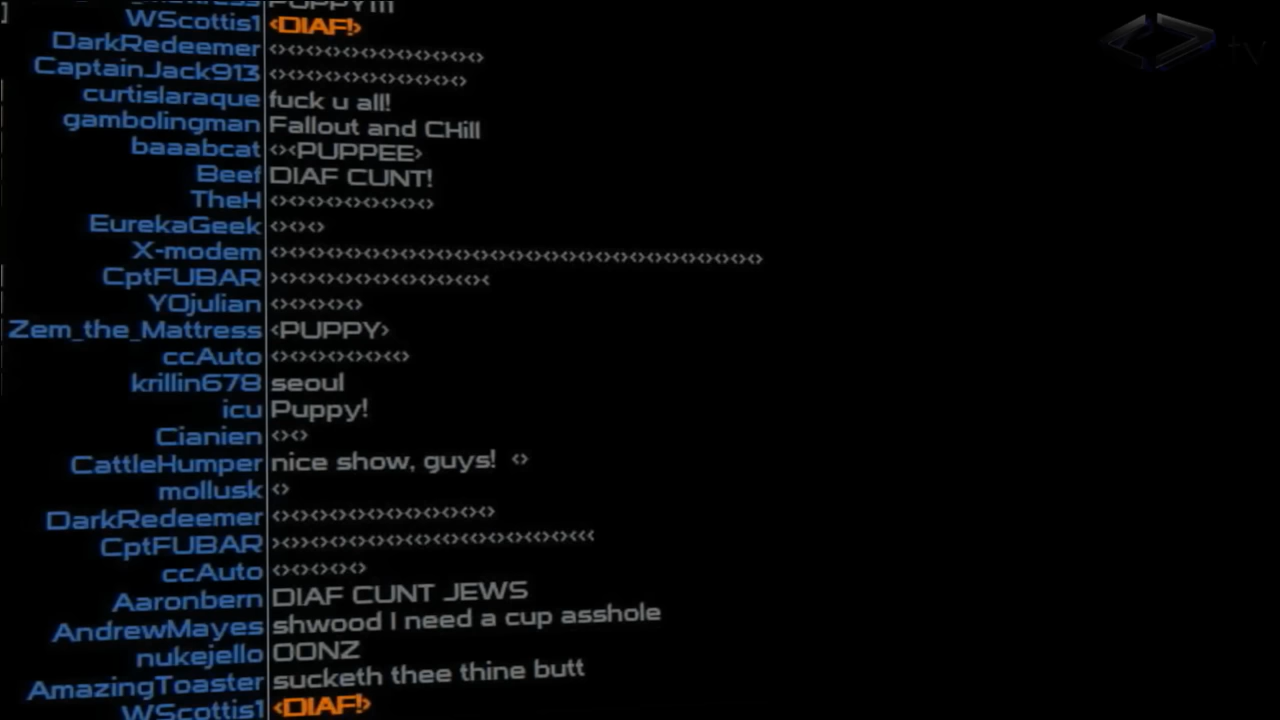 WScottis1 <DIAF!>
DarkRedeemer <><><><><><><><><><><><>
CaptainJack913 <><><><><><><><><><><>
curtislaraque fuck u all!
gambolingman Fallout and CHill
baaabcat <><PUPPEE>
Beef DIAF CUNT!
TheH <><><><><><><><><>
EurekaGeek <><><>
X-modem <><><><><><><><><><><><><><><><><><><><><><><><><><><>
CptFUBAR ><><><><><><<><><><<><><
Y0julian <><><><><>
Zem_the_Mattress <PUPPY>
ccAuto <><><><><><><<>
krillin678 seoul
icu Puppy!
Cianien <><>
CattleHumper nice show, guys! <>
mollusk <>
DarkRedeemer <><><><><><><><><><><><>
CptFUBAR ><>><><><><><><<><><<><><><><><><><<<
ccAuto <><><><><>
Aaronbern DIAF CUNT JEWS
AndrewMayes shwood I need a cup asshole
nukejello OONZ
AmazingToaster sucketh thee thine butt
WScottis1 <DIAF!>
tv